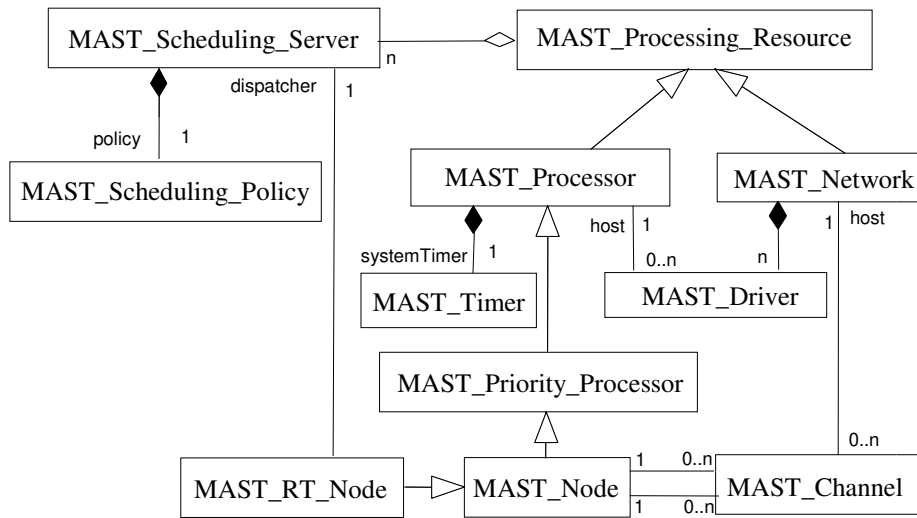 MAST_Scheduling_Server
n
MAST_Processing_Resource
dispatcher
1
policy
1
MAST_Scheduling_Policy
MAST_Processor
MAST_Network
host
1
1
host
systemTimer
1
0..n
n
MAST_Timer
MAST_Driver
MAST_Priority_Processor
0..n
MAST_RT_Node
MAST_Node
1
0..n
1
0..n
MAST_Channel